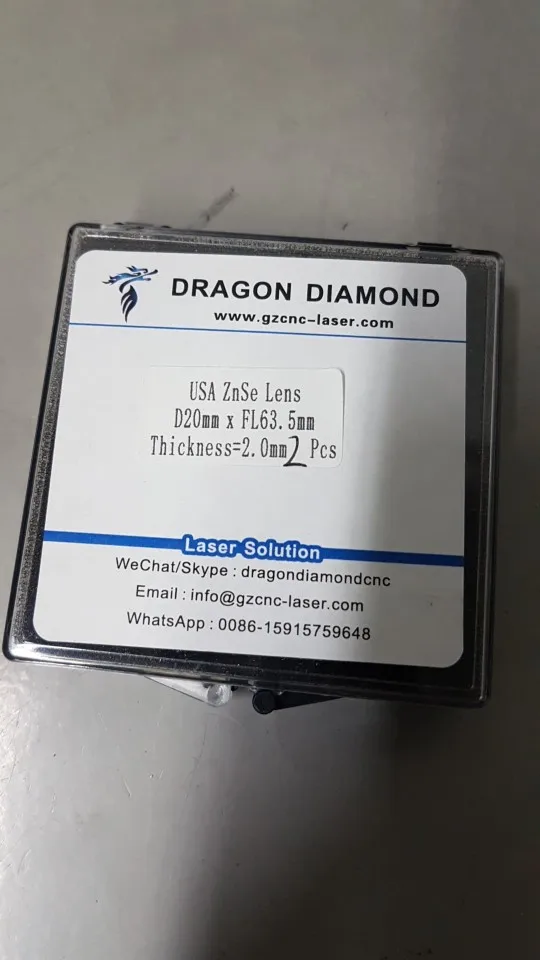 DRAGON DIAMOND
www.gzcnc-laser.com
USA ZnSe Lens
D20mm x FL63.5mm
Thickness=2.0mm 2 Pcs
Laser Solution
WeChat/Skype : dragondiamondcnc
Email : info@gzcnc-laser.com
WhatsApp : 0086-15915759648